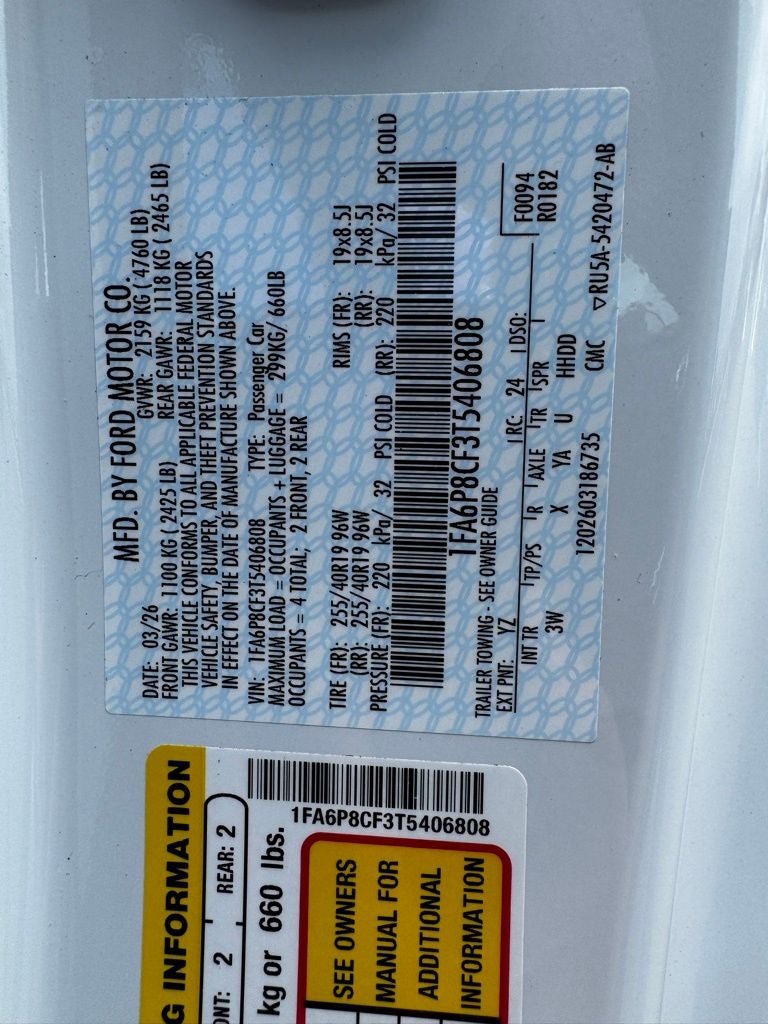 MFD. BY FORD MOTOR CO.
DATE: 03/26 GVWR: 2159 KG ( 4760 LB)
FRONT GAWR: 1100 KG ( 2425 LB) REAR GAWR: 1118 KG ( 2465 LB)
THIS VEHICLE CONFORMS TO ALL APPLICABLE FEDERAL MOTOR
VEHICLE SAFETY, BUMPER, AND THEFT PREVENTION STANDARDS
IN EFFECT ON THE DATE OF MANUFACTURE SHOWN ABOVE.
VIN: 1FA6P8CF3T5406808 TYPE: Passenger Car
MAXIMUM LOAD = OCCUPANTS + LUGGAGE = 299KG/ 660LB
OCCUPANTS = 4 TOTAL; 2 FRONT, 2 REAR
TIRE (FR): 255/40R19 96W RIMS (FR): 19x8.5J
(RR): 255/40R19 96W (RR): 19x8.5J
PRESSURE (FR): 220 kPa/ 32 PSI COLD (RR): 220 kPa/ 32 PSI COLD
1FA6P8CF3T5406808
TRAILER TOWING - SEE OWNER GUIDE
F0094
EXT PNT: YZ RC: 24 DSO: R0182
INT TR TP/PS R AXLE TR SPR
3W X YA U HHDD
1202603186735 CMC ▽RU5A-5420472-AB
G INFORMATION
ONT: 2 REAR: 2
kg or 660 lbs.
1FA6P8CF3T5406808
SEE OWNERS
MANUAL FOR
ADDITIONAL
INFORMATION